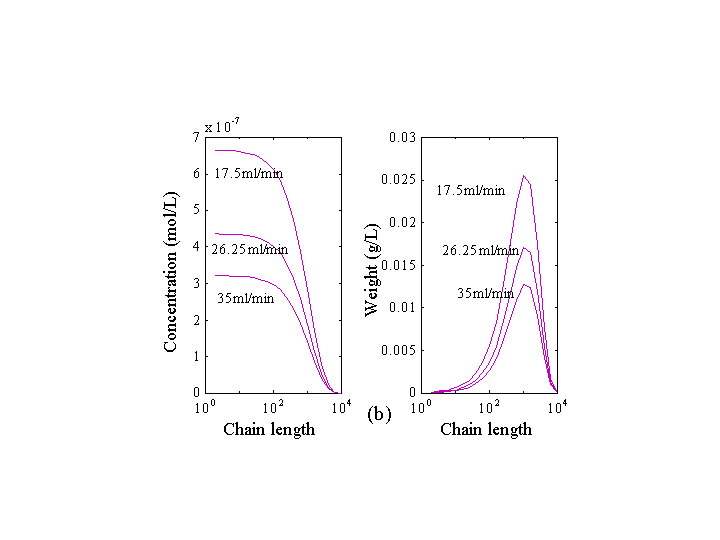 x 10-7
7
6
5
4
3
2
1
0
Concentration (mol/L)
17.5ml/min
26.25ml/min
35ml/min
10^0
10^2
10^4
Chain length
(b)
0.03
0.025
0.02
0.015
0.01
0.005
0
Weight (g/L)
17.5ml/min
26.25ml/min
35ml/min
10^0
10^2
10^4
Chain length